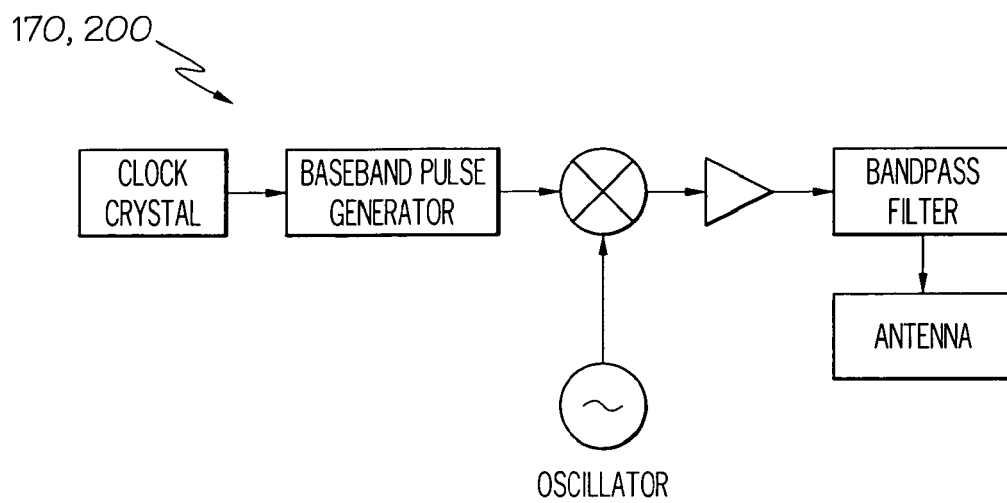 170, 200
CLOCK
CRYSTAL
BASEBAND PULSE
GENERATOR
BANDPASS
FILTER
ANTENNA
OSCILLATOR